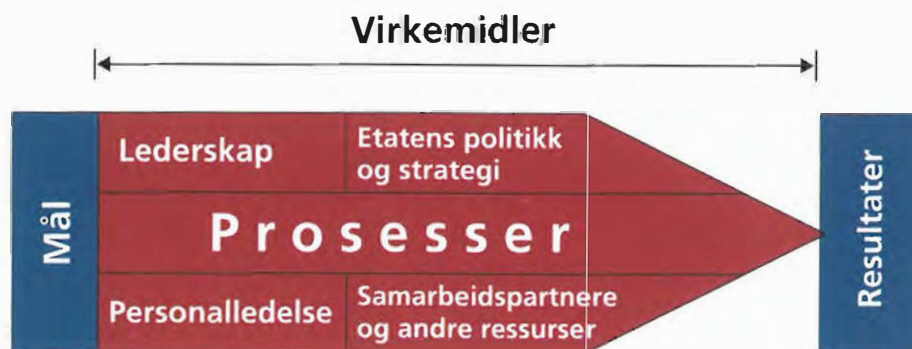 Virkemidler
Mål
Lederskap
Etatens politikk
og strategi
Prosesser
Personalledelse
Samarbeidspartnere
og andre ressurser
Resultater